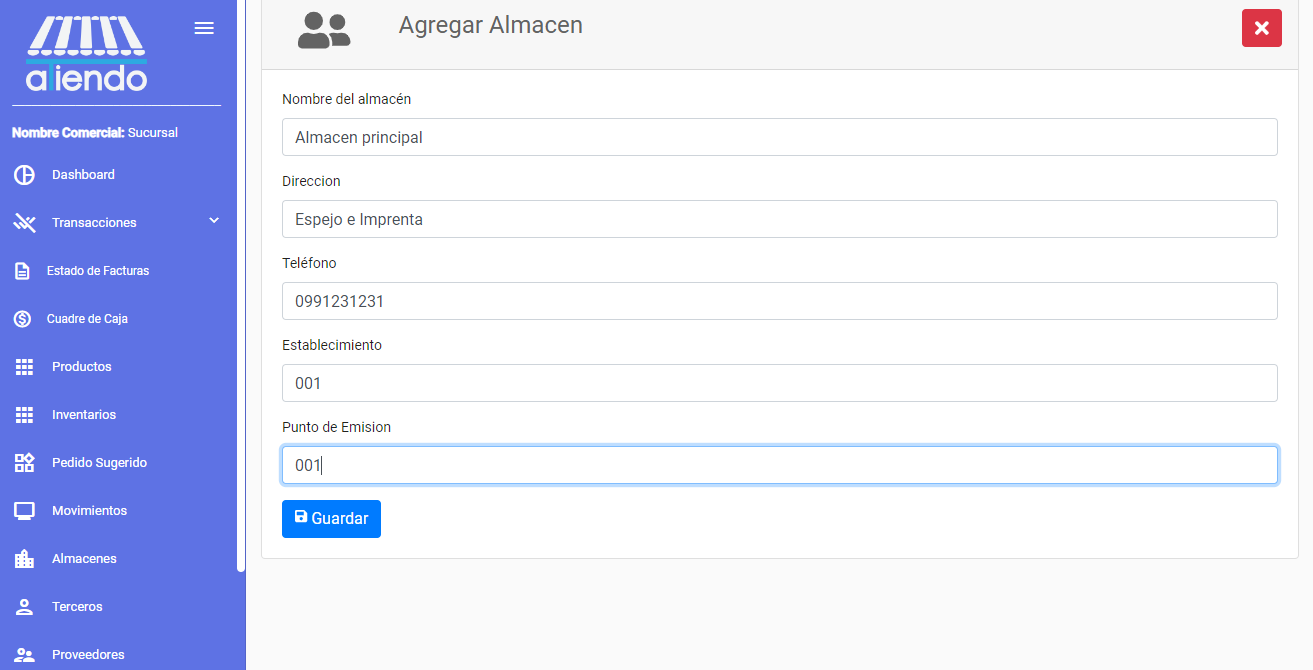 aTiendo
Nombre Comercial: Sucursal
Dashboard
Transacciones
Estado de Facturas
Cuadre de Caja
Productos
Inventarios
Pedido Sugerido
Movimientos
Almacenes
Terceros
Proveedores
Agregar Almacen
Nombre del almacén
Almacen principal
Direccion
Espejo e Imprenta
Teléfono
0991231231
Establecimiento
001
Punto de Emision
001
Guardar